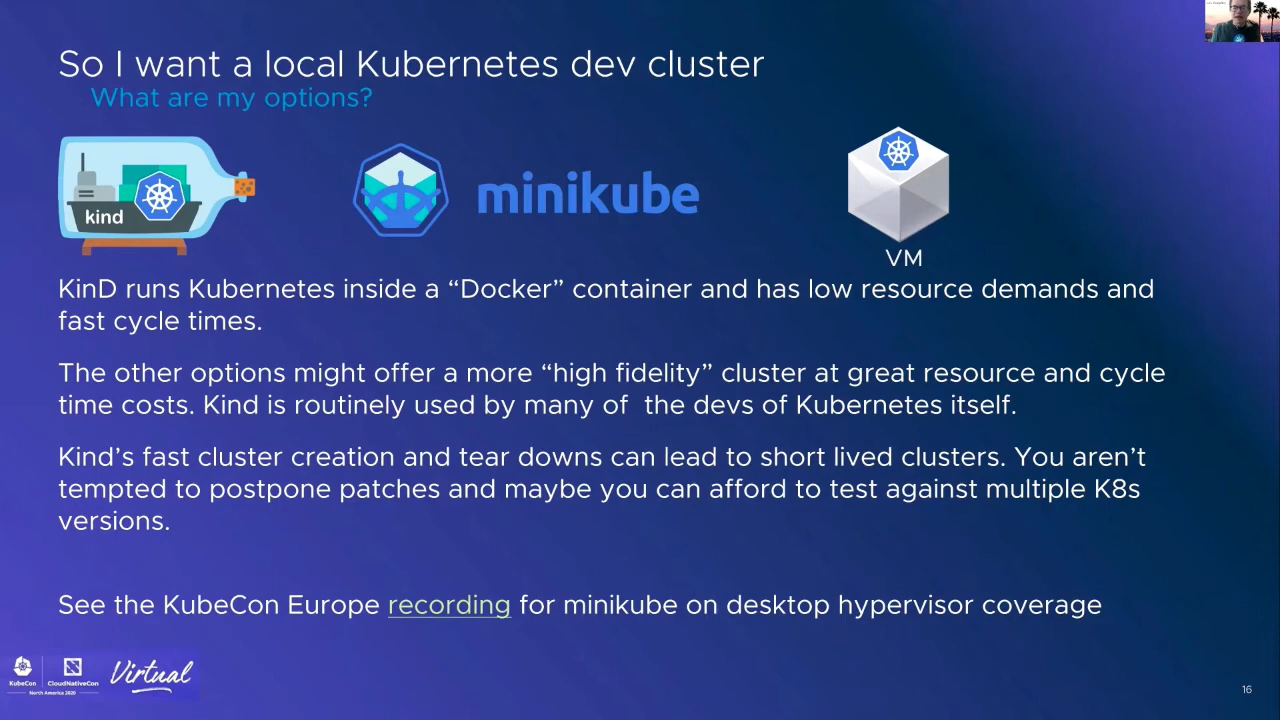 So I want a local Kubernetes dev cluster
What are my options?
kind
minikube
VM
KinD runs Kubernetes inside a “Docker” container and has low resource demands and
fast cycle times.
The other options might offer a more “high fidelity” cluster at great resource and cycle
time costs. Kind is routinely used by many of the devs of Kubernetes itself.
Kind’s fast cluster creation and tear downs can lead to short lived clusters. You aren’t
tempted to postpone patches and maybe you can afford to test against multiple K8s
versions.
See the KubeCon Europe recording for minikube on desktop hypervisor coverage
KubeCon CloudNativeCon Virtual
North America 2020
16